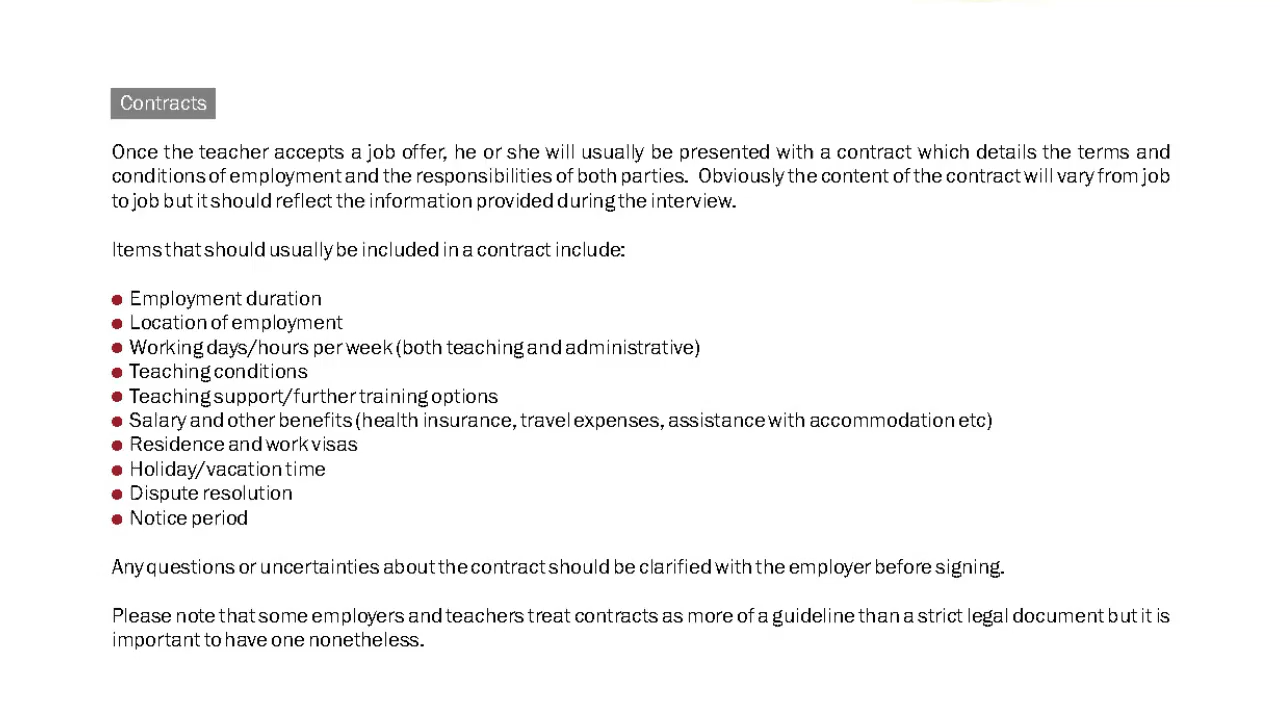 Contracts
Once the teacher accepts a job offer, he or she will usually be presented with a contract which details the terms and
conditions of employment and the responsibilities of both parties. Obviously the content of the contract will vary from job
to job but it should reflect the information provided during the interview.
Items that should usually be included in a contract include:
● Employment duration
● Location of employment
● Working days/hours per week (both teaching and administrative)
● Teaching conditions
● Teaching support/further training options
● Salary and other benefits (health insurance, travel expenses, assistance with accommodation etc)
● Residence and work visas
● Holiday/vacation time
● Dispute resolution
● Notice period
Any questions or uncertainties about the contract should be clarified with the employer before signing.
Please note that some employers and teachers treat contracts as more of a guideline than a strict legal document but it is
important to have one nonetheless.